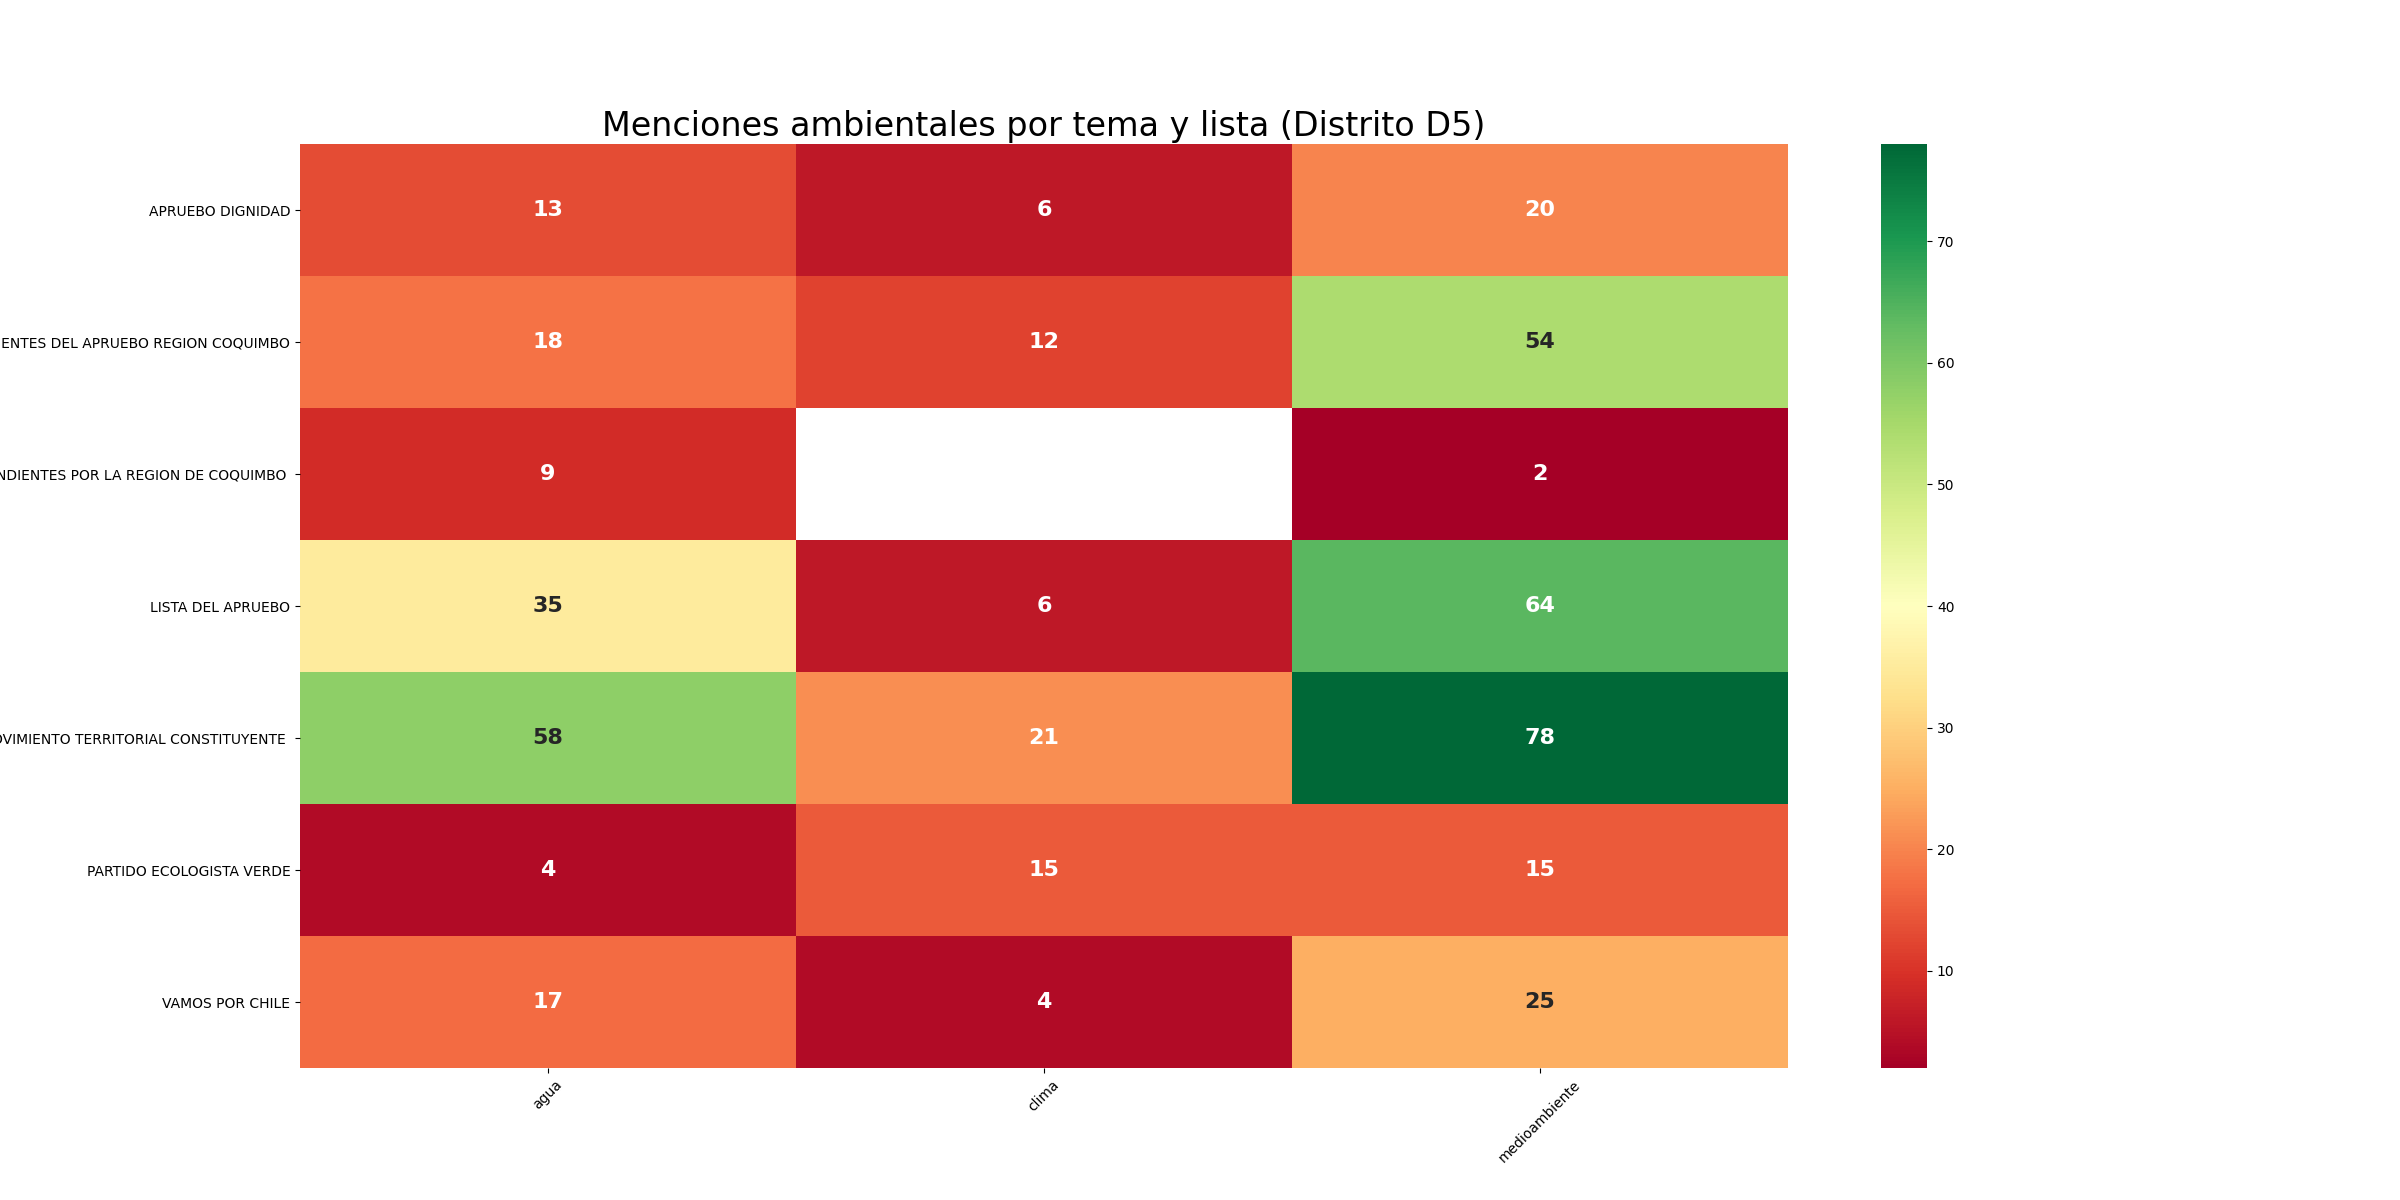 Menciones ambientales por tema y lista (Distrito D5)
APRUEBO DIGNIDAD 13 6 20
DEL APRUEBO REGION COQUIMBO 18 12 54
POR LA REGION DE COQUIMBO 9 2
LISTA DEL APRUEBO 35 6 64
TERRITORIAL CONSTITUYENTE 58 21 78
PARTIDO ECOLOGISTA VERDE 4 15 15
VAMOS POR CHILE 17 4 25
agua clima medioambiente
70
60
50
40
30
20
10